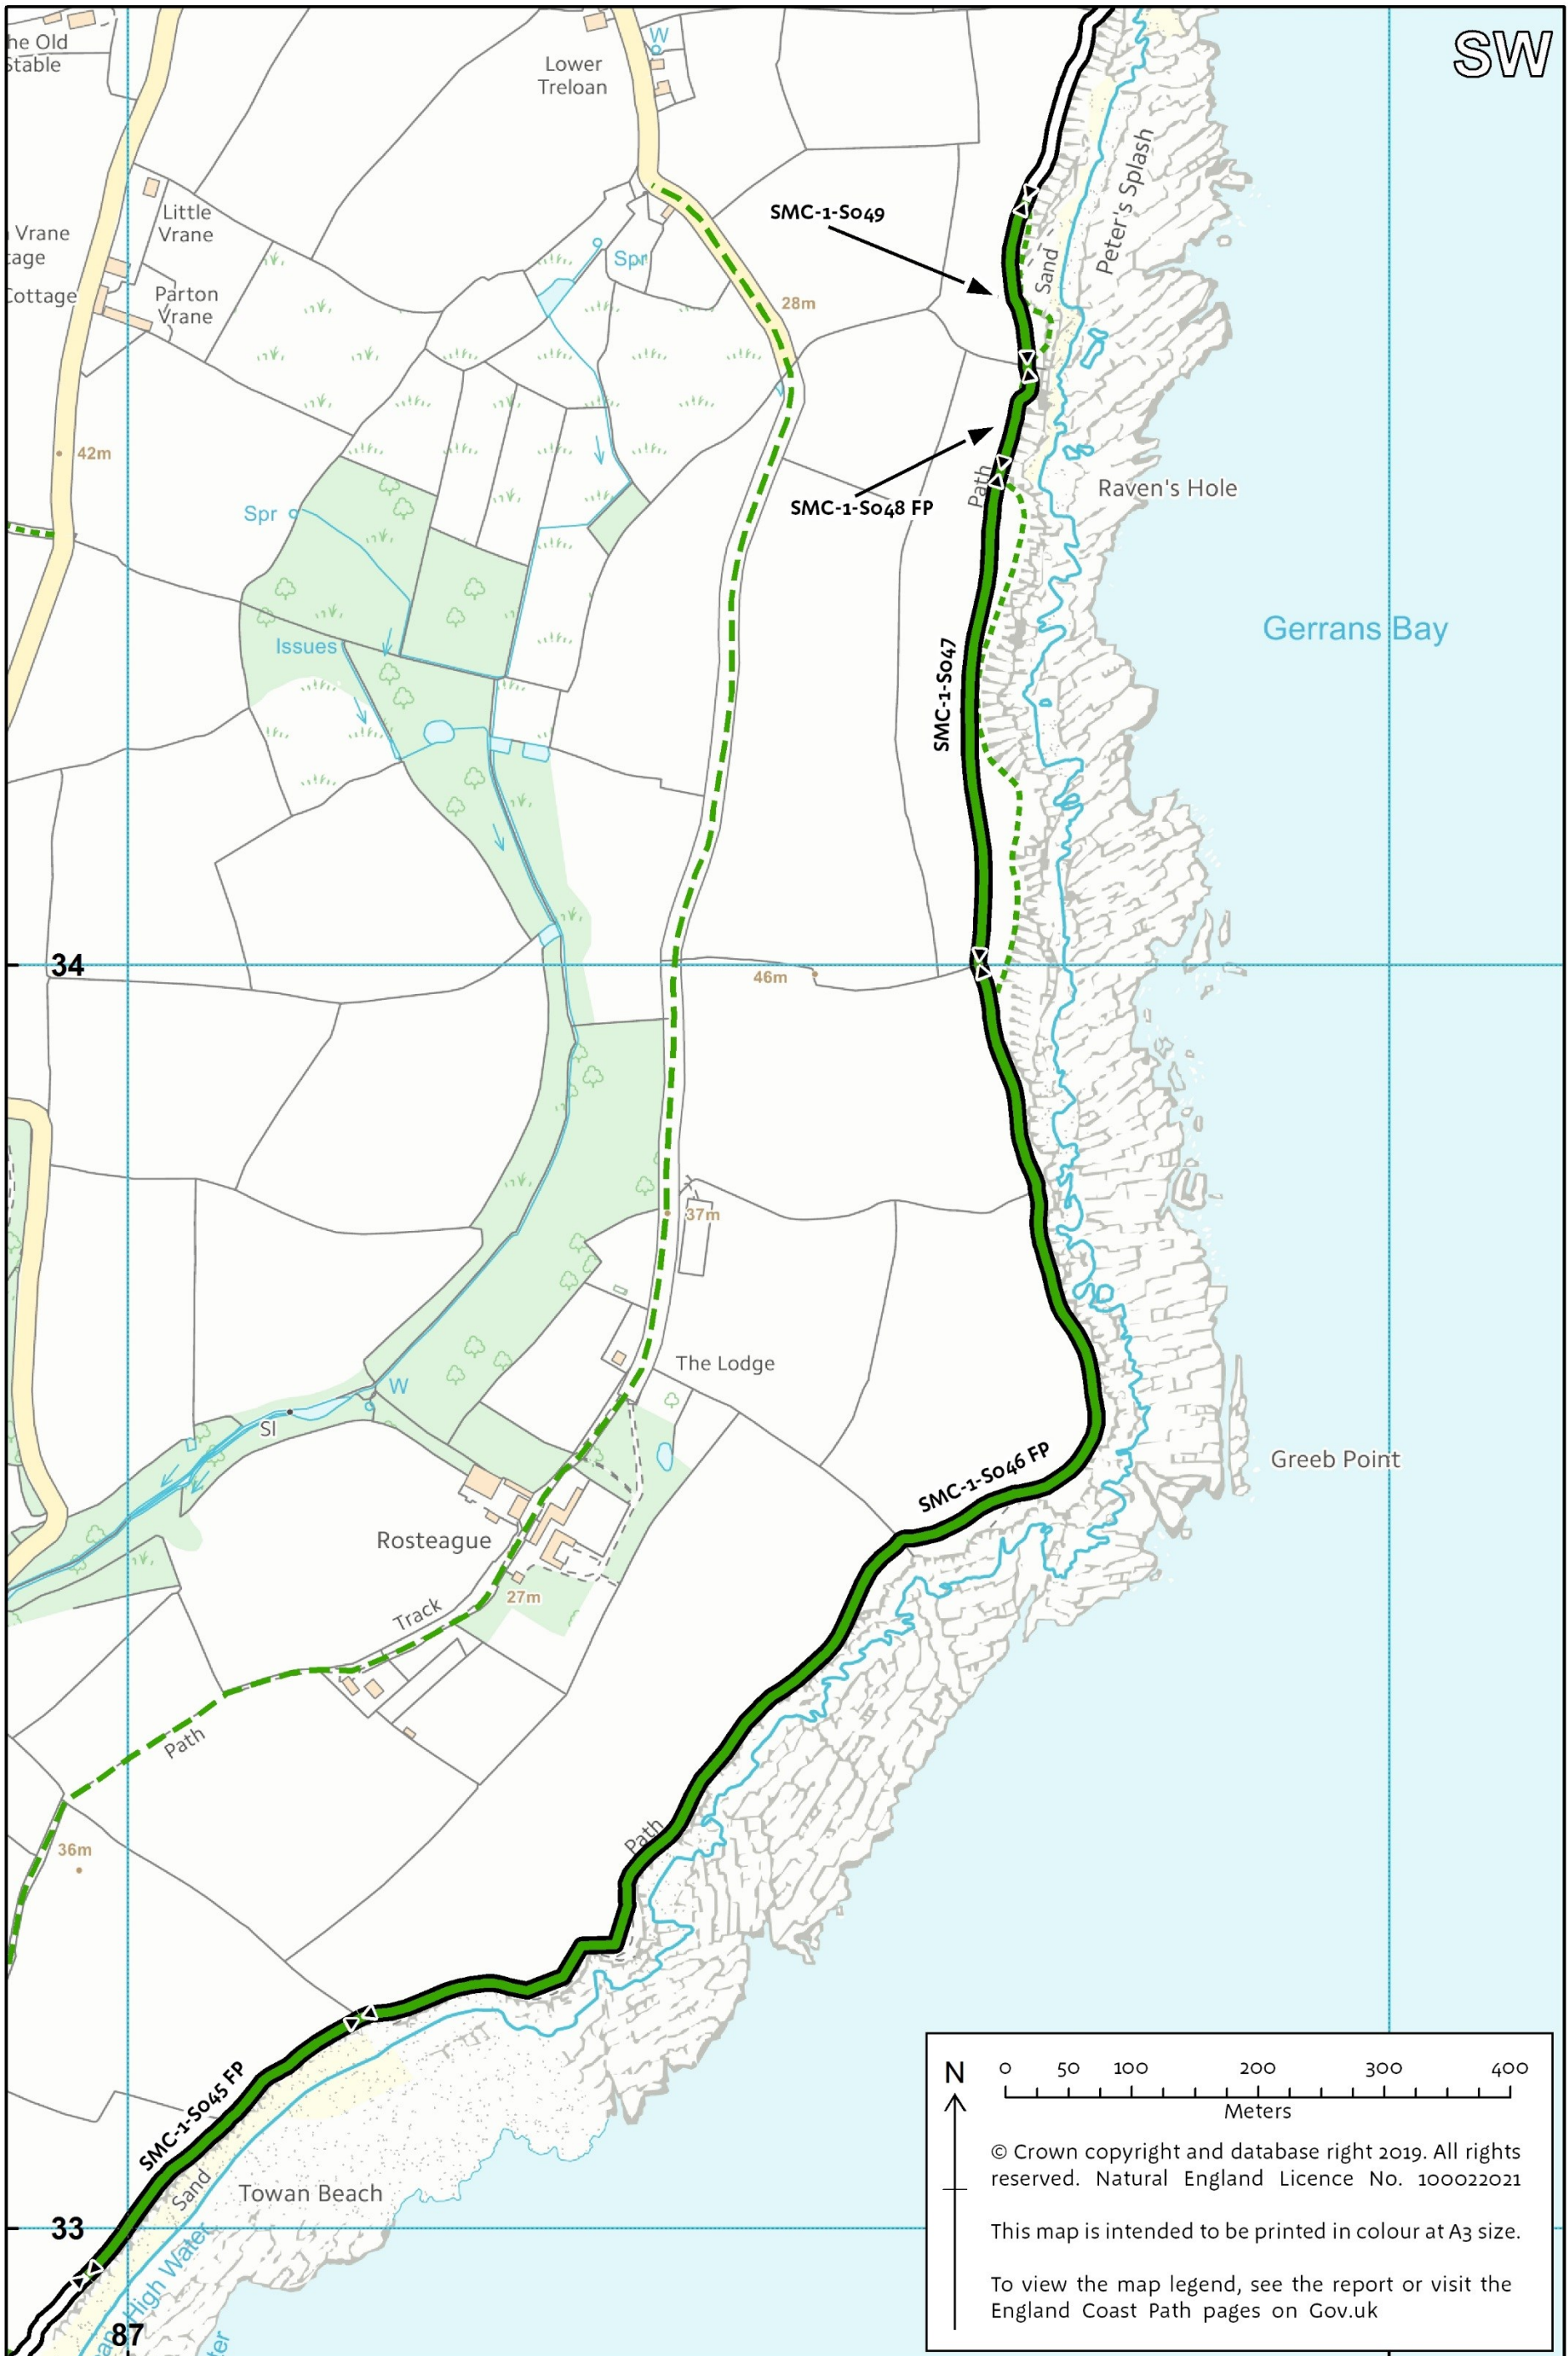 SW
he Old
Stable
Lower
Treloan
W
Peter's Splash
Little
Vrane
Vrane
tage
Cottage
Parton
Vrane
SMC-1-S049
Spr
Sand
28m
42m
Path
Raven's Hole
SMC-1-S048 FP
Spr
Gerrans Bay
Issues
SMC-1-S047
34
46m
37m
The Lodge
W
SI
SMC-1-S046 FP
Greeb Point
Rosteague
27m
Track
Path
Path
36m
SMC-1-S045 FP
Sand
Towan Beach
33
High Water
87
N
0 50 100 200 300 400
Meters
© Crown copyright and database right 2019. All rights
reserved. Natural England Licence No. 100022021
This map is intended to be printed in colour at A3 size.
To view the map legend, see the report or visit the
England Coast Path pages on Gov.uk